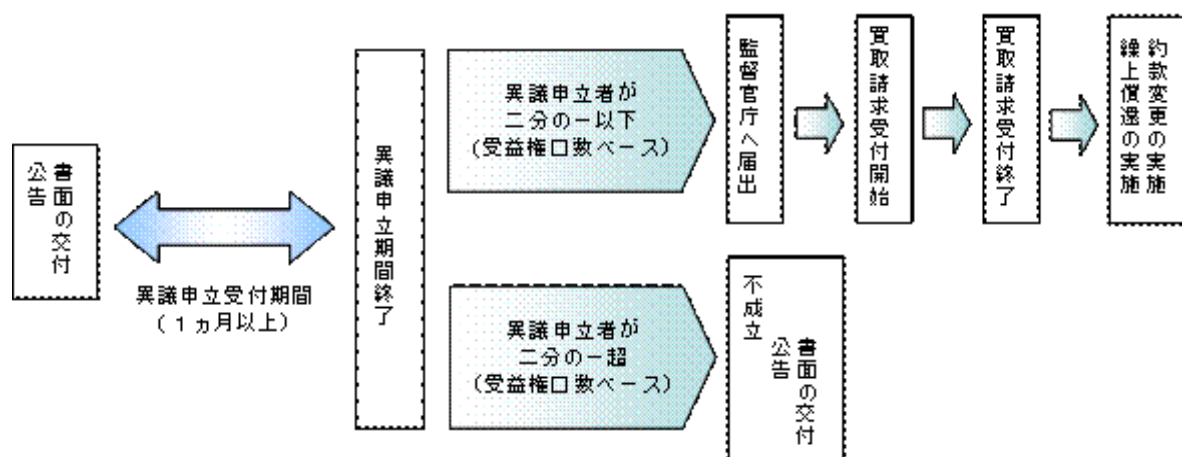 書面の交付
公告
異議申立受付期間
（１ヵ月以上）
異議申立期間終了
異議申立者が
二分の一以下
(受益権口数ベース)
監督官庁へ届出
買取請求受付開始
買取請求受付終了
約款変更の実施
繰上償還の実施
異議申立者が
二分の一超
(受益権口数ベース)
不成立
書面の交付
公告